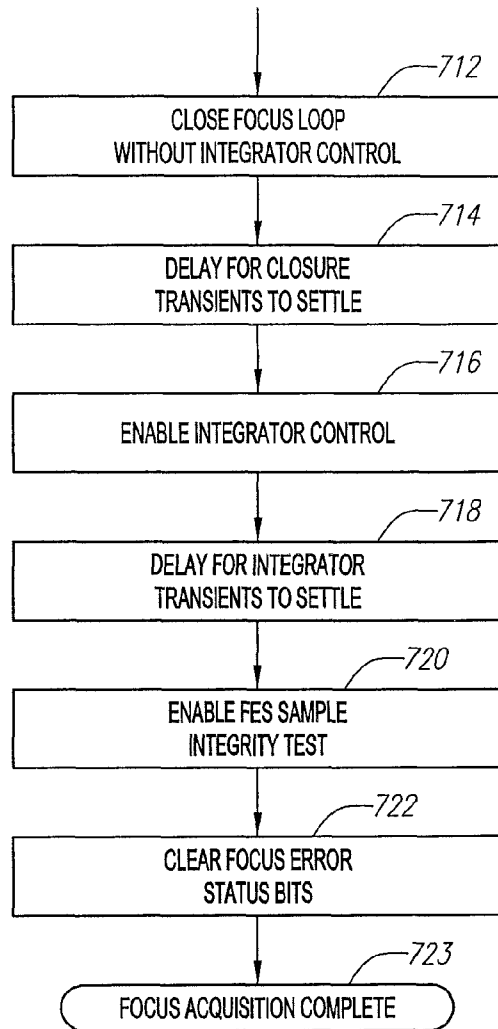 712
CLOSE FOCUS LOOP
WITHOUT INTEGRATOR CONTROL
714
DELAY FOR CLOSURE
TRANSIENTS TO SETTLE
716
ENABLE INTEGRATOR CONTROL
718
DELAY FOR INTEGRATOR
TRANSIENTS TO SETTLE
720
ENABLE FES SAMPLE
INTEGRITY TEST
722
CLEAR FOCUS ERROR
STATUS BITS
723
FOCUS ACQUISITION COMPLETE